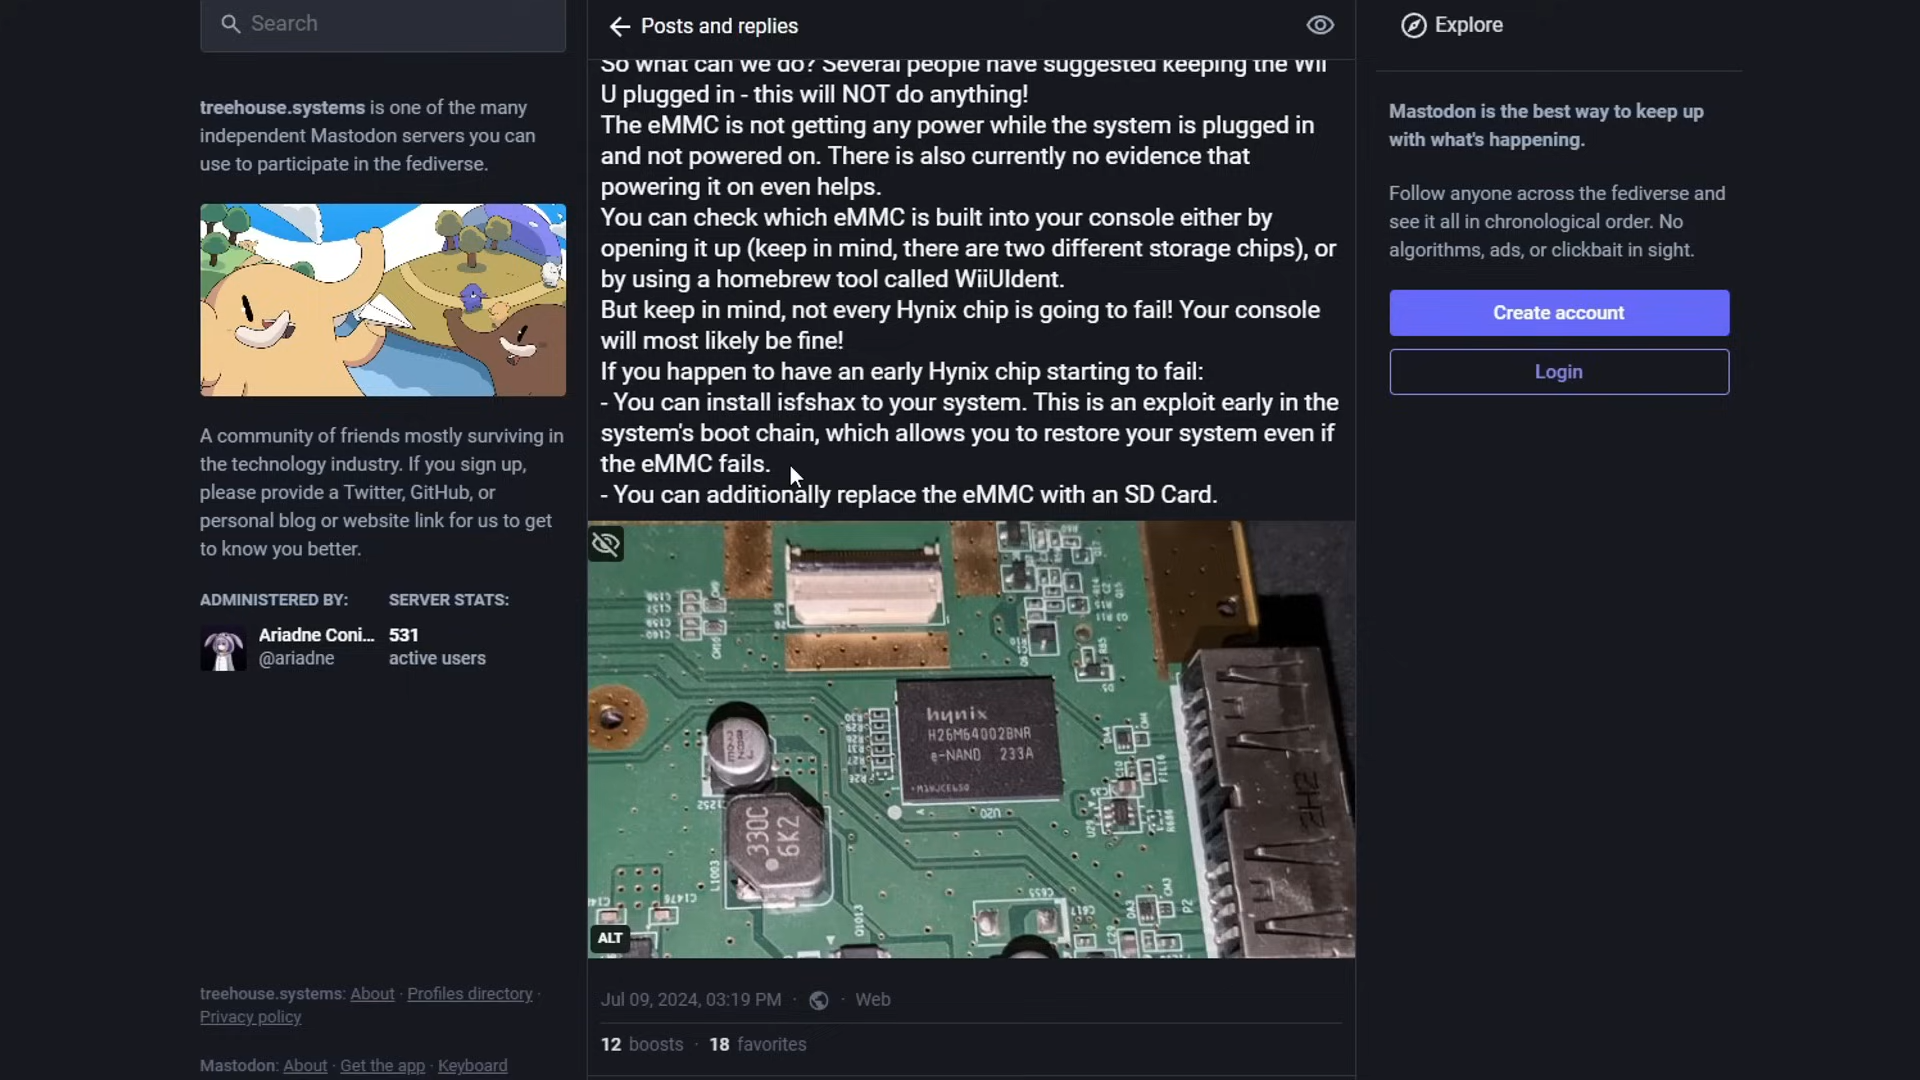 Search
treehouse.systems is one of the many
independent Mastodon servers you can
use to participate in the fediverse.
A community of friends mostly surviving in
the technology industry. If you sign up,
please provide a Twitter, GitHub, or
personal blog or website link for us to get
to know you better.
ADMINISTERED BY:
Ariadne Coni...
@ariadne
SERVER STATS:
531
active users
treehouse.systems: About · Profiles directory ·
Privacy policy
Mastodon: About · Get the app · Keyboard
Posts and replies
So what can we do? Several people have suggested keeping the Wii
U plugged in - this will NOT do anything!
The eMMC is not getting any power while the system is plugged in
and not powered on. There is also currently no evidence that
powering it on even helps.
You can check which eMMC is built into your console either by
opening it up (keep in mind, there are two different storage chips), or
by using a homebrew tool called WiiUIdent.
But keep in mind, not every Hynix chip is going to fail! Your console
will most likely be fine!
If you happen to have an early Hynix chip starting to fail:
- You can install isfshax to your system. This is an exploit early in the
system's boot chain, which allows you to restore your system even if
the eMMC fails.
- You can additionally replace the eMMC with an SD Card.
hynix
H26M64002BNR
e-NAND 233A
U20
330C
6K2
L1003
1252
Q1013
C655
C617
P2
ALT
Jul 09, 2024, 03:19 PM · Web
12 boosts · 18 favorites
Explore
Mastodon is the best way to keep up
with what's happening.
Follow anyone across the fediverse and
see it all in chronological order. No
algorithms, ads, or clickbait in sight.
Create account
Login